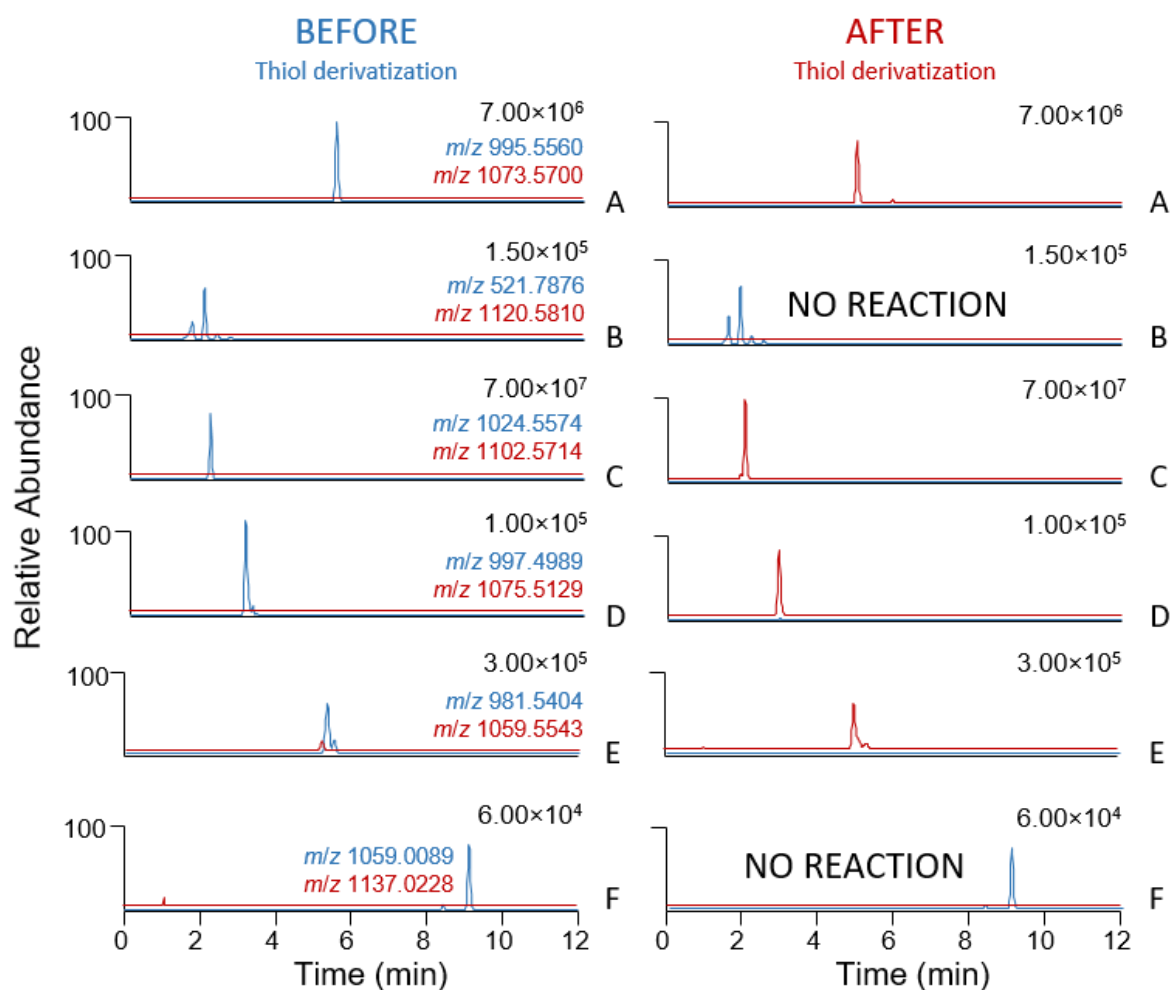 BEFORE
Thiol derivatization
AFTER
Thiol derivatization
Relative Abundance
100
7.00×10⁶
m/z 995.5560
m/z 1073.5700
A
7.00×10⁶
A
100
1.50×10⁵
m/z 521.7876
m/z 1120.5810
B
1.50×10⁵
NO REACTION
B
100
7.00×10⁷
m/z 1024.5574
m/z 1102.5714
C
7.00×10⁷
C
100
1.00×10⁵
m/z 997.4989
m/z 1075.5129
D
1.00×10⁵
D
100
3.00×10⁵
m/z 981.5404
m/z 1059.5543
E
3.00×10⁵
E
100
6.00×10⁴
m/z 1059.0089
m/z 1137.0228
F
6.00×10⁴
NO REACTION
F
0 2 4 6 8 10 12
Time (min)
0 2 4 6 8 10 12
Time (min)